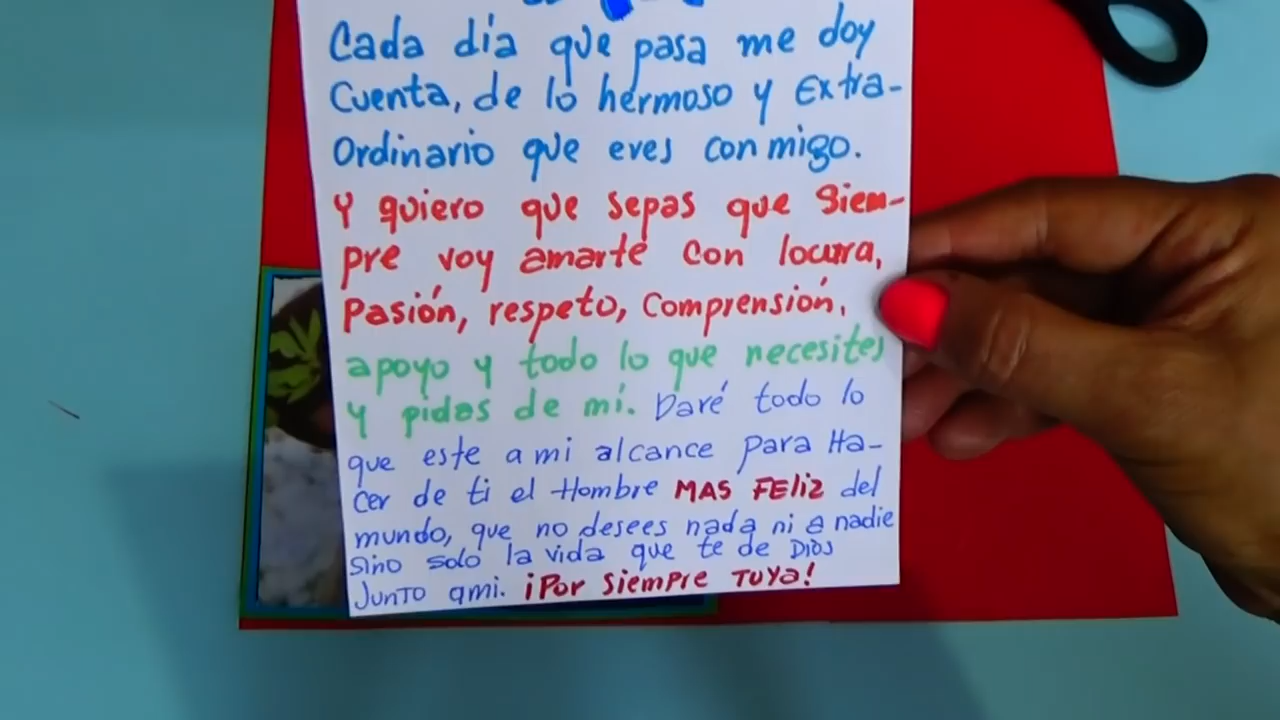 Cada día que pasa me doy
Cuenta, de lo hermoso y Extra-
Ordinario que eres conmigo.
Y quiero que sepas que Siem-
pre voy amarte con locura,
Pasión, respeto, Comprensión,
apoyo y todo lo que necesites
y pidas de mí. Daré todo lo
que este a mi alcance para Ha-
cer de ti el Hombre MAS FELiz del
mundo, que no desees nada ni a nadie
Sino solo la vida que te de DIOS
JunTO ami. ¡Por Siempre TUYa!